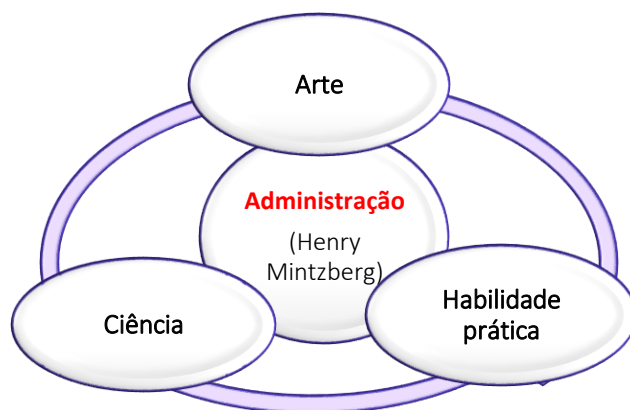 Arte
Administração
(Henry
Mintzberg)
Ciência
Habilidade
prática